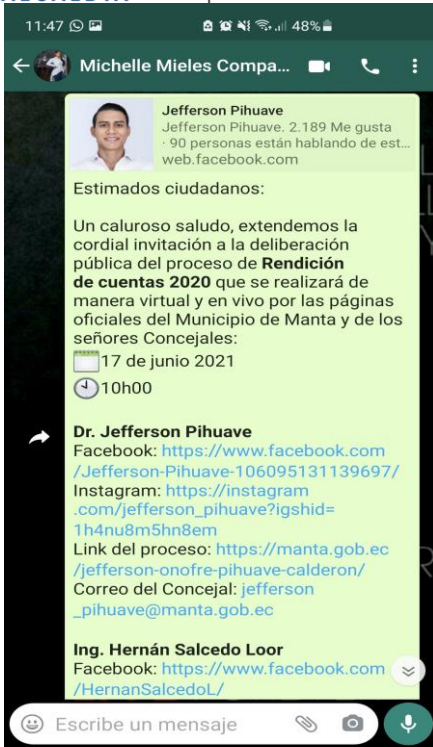 11:47 48%
Michelle Mieles Compa...
Jefferson Pihuave
Jefferson Pihuave. 2.189 Me gusta
· 90 personas están hablando de est...
web.facebook.com
Estimados ciudadanos:
Un caluroso saludo, extendemos la
cordial invitación a la deliberación
pública del proceso de Rendición
de cuentas 2020 que se realizará de
manera virtual y en vivo por las páginas
oficiales del Municipio de Manta y de los
señores Concejales:
17 de junio 2021
10h00
Dr. Jefferson Pihuave
Facebook: https://www.facebook.com
/Jefferson-Pihuave-106095131139697/
Instagram: https://instagram
.com/jefferson_pihuave?igshid=
1h4nu8m5hn8em
Link del proceso: https://manta.gob.ec
/jefferson-onofre-pihuave-calderon/
Correo del Concejal: jefferson
_pihuave@manta.gob.ec
Ing. Hernán Salcedo Loor
Facebook: https://www.facebook.com
/HernanSalcedoL/
Escribe un mensaje